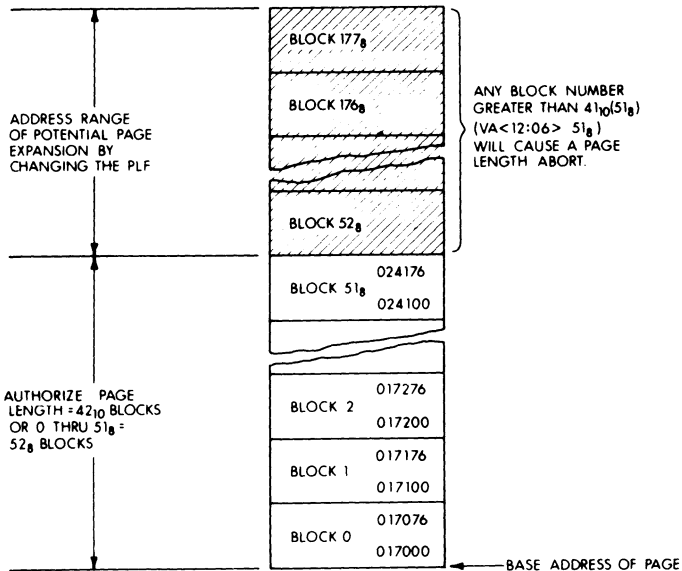 ADDRESS RANGE
OF POTENTIAL PAGE
EXPANSION BY
CHANGING THE PLF
BLOCK 177₈
BLOCK 176₈
BLOCK 52₈
ANY BLOCK NUMBER
GREATER THAN 41₁₀(51₈)
(VA<12:06> 51₈)
WILL CAUSE A PAGE
LENGTH ABORT.
AUTHORIZE PAGE
LENGTH = 42₁₀ BLOCKS
OR 0 THRU 51₈ =
52₈ BLOCKS
024176
BLOCK 51₈
024100
017276
BLOCK 2
017200
017176
BLOCK 1
017100
017076
BLOCK 0
017000
BASE ADDRESS OF PAGE